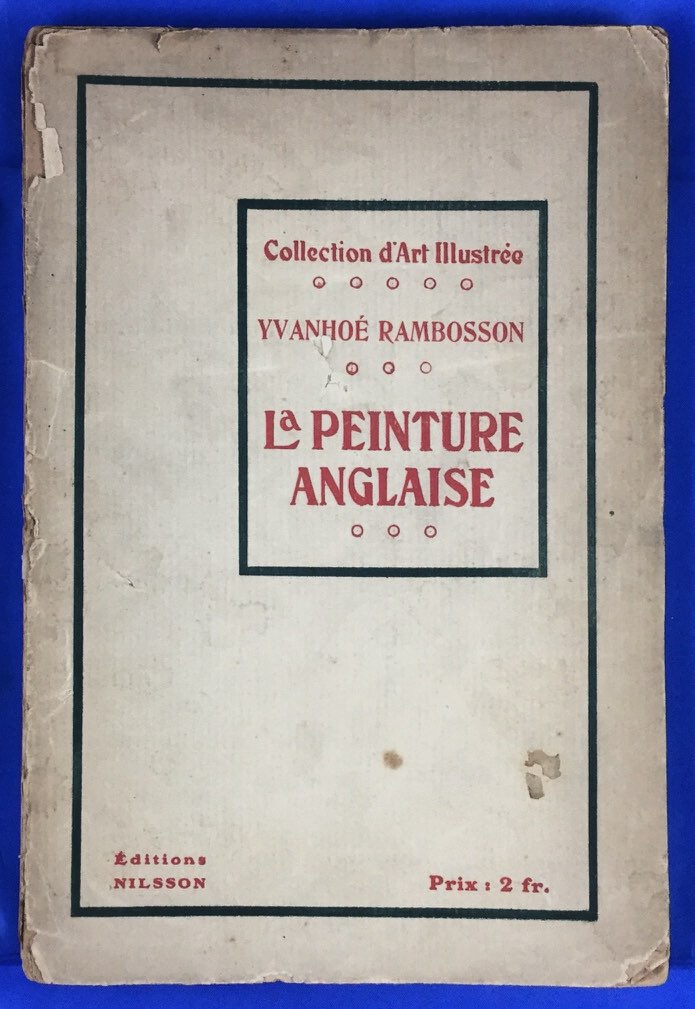 Collection d'Art Illustrée
YVANHOÉ RAMBOSSON
La PEINTURE
ANGLAISE
Éditions
NILSSON
Prix : 2 fr.